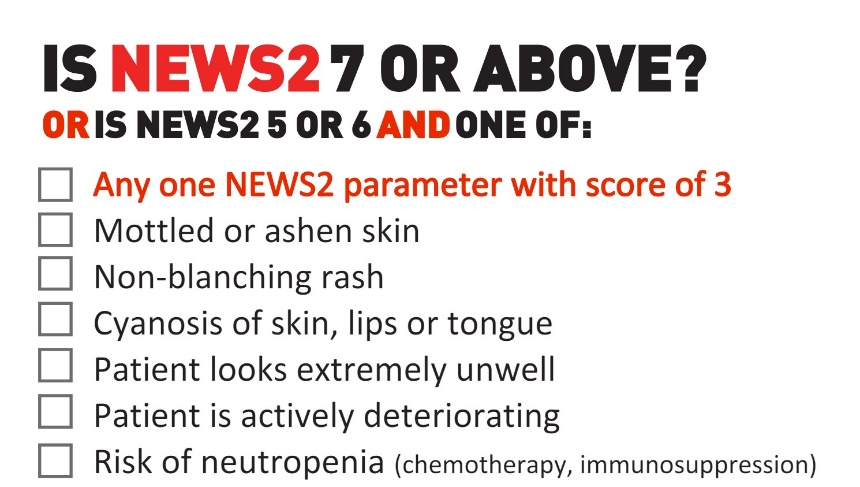 IS NEWS2 7 OR ABOVE?
OR IS NEWS2 5 OR 6 AND ONE OF:
Any one NEWS2 parameter with score of 3
Mottled or ashen skin
Non-blanching rash
Cyanosis of skin, lips or tongue
Patient looks extremely unwell
Patient is actively deteriorating
Risk of neutropenia (chemotherapy, immunosuppression)